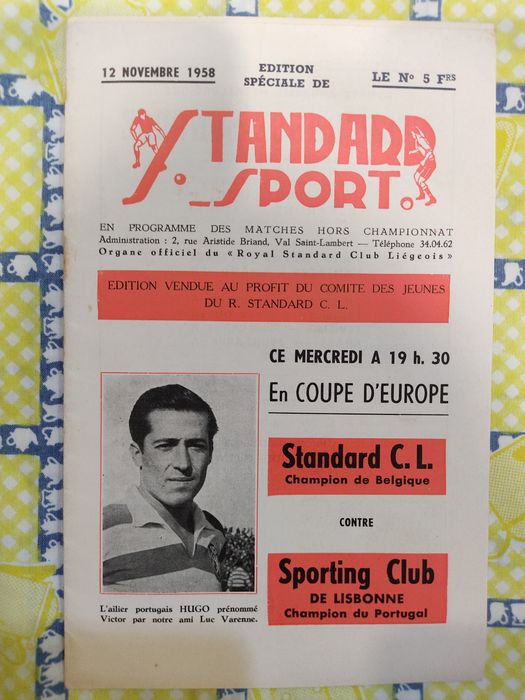 12 NOVEMBRE 1958
EDITION
SPÉCIALE DE
LE No 5 FRS
STANDARD
SPORT.
EN PROGRAMME DES MATCHES HORS CHAMPIONNAT
Administration : 2, rue Aristide Briand, Val Saint-Lambert — Téléphone 34.04.62
Organe officiel du « Royal Standard Club Liégeois »
EDITION VENDUE AU PROFIT DU COMITE DES JEUNES
DU R. STANDARD C. L.
CE MERCREDI A 19 h. 30
En COUPE D'EUROPE
Standard C. L.
Champion de Belgique
CONTRE
Sporting Club
DE LISBONNE
Champion du Portugal
L'ailier portugais HUGO prénommé
Victor par notre ami Luc Varenne.